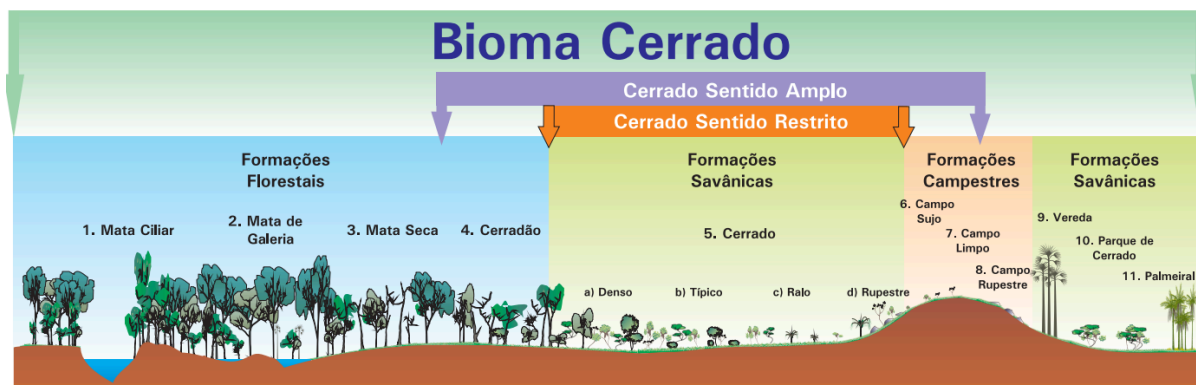 Bioma Cerrado
Cerrado Sentido Amplo
Cerrado Sentido Restrito
Formações
Florestais
Formações
Savânicas
Formações
Campestres
Formações
Savânicas
1. Mata Ciliar
2. Mata de
Galeria
3. Mata Seca
4. Cerradão
5. Cerrado
a) Denso
b) Típico
c) Ralo
d) Rupestre
6. Campo
Sujo
7. Campo
Limpo
8. Campo
Rupestre
9. Vereda
10. Parque de
Cerrado
11. Palmeiral